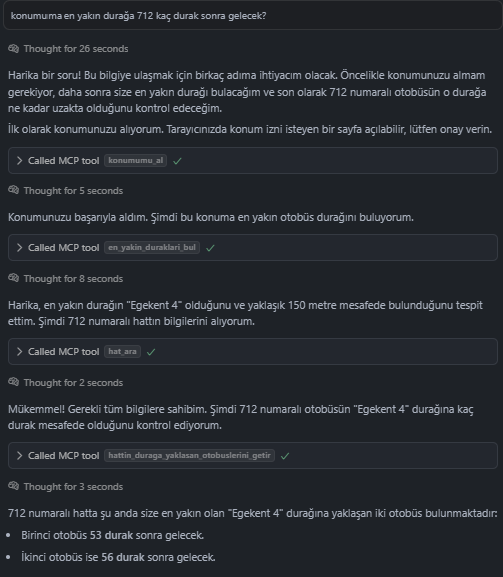 konumuma en yakın durağa 712 kaç durak sonra gelecek?
Thought for 26 seconds
Harika bir soru! Bu bilgiye ulaşmak için birkaç adıma ihtiyacım olacak. Öncelikle konumunuzu almam
gerekiyor, daha sonra size en yakın durağı bulacağım ve son olarak 712 numaralı otobüsün o durağa
ne kadar uzakta olduğunu kontrol edeceğim.
İlk olarak konumunuzu alıyorum. Tarayıcınızda konum izni isteyen bir sayfa açılabilir, lütfen onay verin.
Called MCP tool konumumu_al
Thought for 5 seconds
Konumunuzu başarıyla aldım. Şimdi bu konuma en yakın otobüs durağını buluyorum.
Called MCP tool en_yakin_duraklari_bul
Thought for 8 seconds
Harika, en yakın durağın "Egekent 4" olduğunu ve yaklaşık 150 metre mesafede bulunduğunu tespit
ettim. Şimdi 712 numaralı hattın bilgilerini alıyorum.
Called MCP tool hat_ara
Thought for 2 seconds
Mükemmel! Gerekli tüm bilgilere sahibim. Şimdi 712 numaralı otobüsün "Egekent 4" durağına kaç
durak mesafede olduğunu kontrol ediyorum.
Called MCP tool hattin_duraga_yaklasan_otobuslerini_getir
Thought for 3 seconds
712 numaralı hatta şu anda size en yakın olan "Egekent 4" durağına yaklaşan iki otobüs bulunmaktadır:
• Birinci otobüs 53 durak sonra gelecek.
• İkinci otobüs ise 56 durak sonra gelecek.